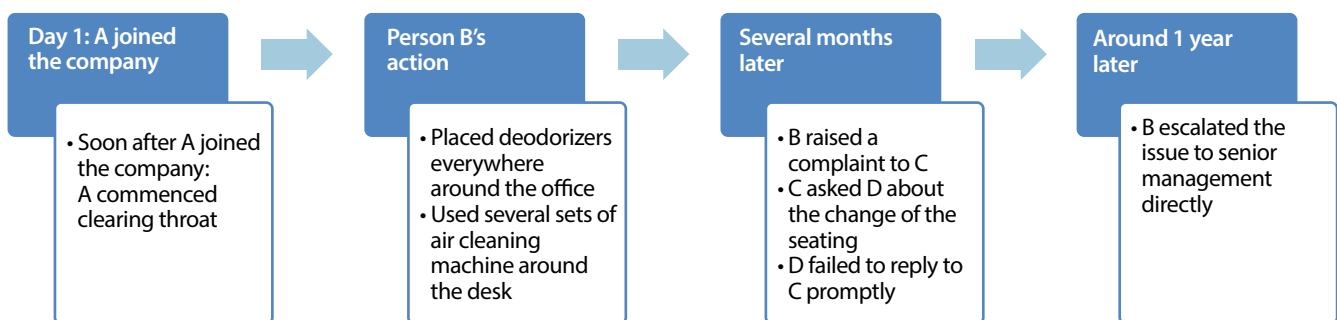 Day 1: A joined
the company
• Soon after A joined
the company:
A commenced
clearing throat
Person B’s
action
• Placed deodorizers
everywhere
around the office
• Used several sets of
air cleaning
machine around
the desk
Several months
later
• B raised a
complaint to C
• C asked D about
the change of the
seating
• D failed to reply to
C promptly
Around 1 year
later
• B escalated the
issue to senior
management
directly